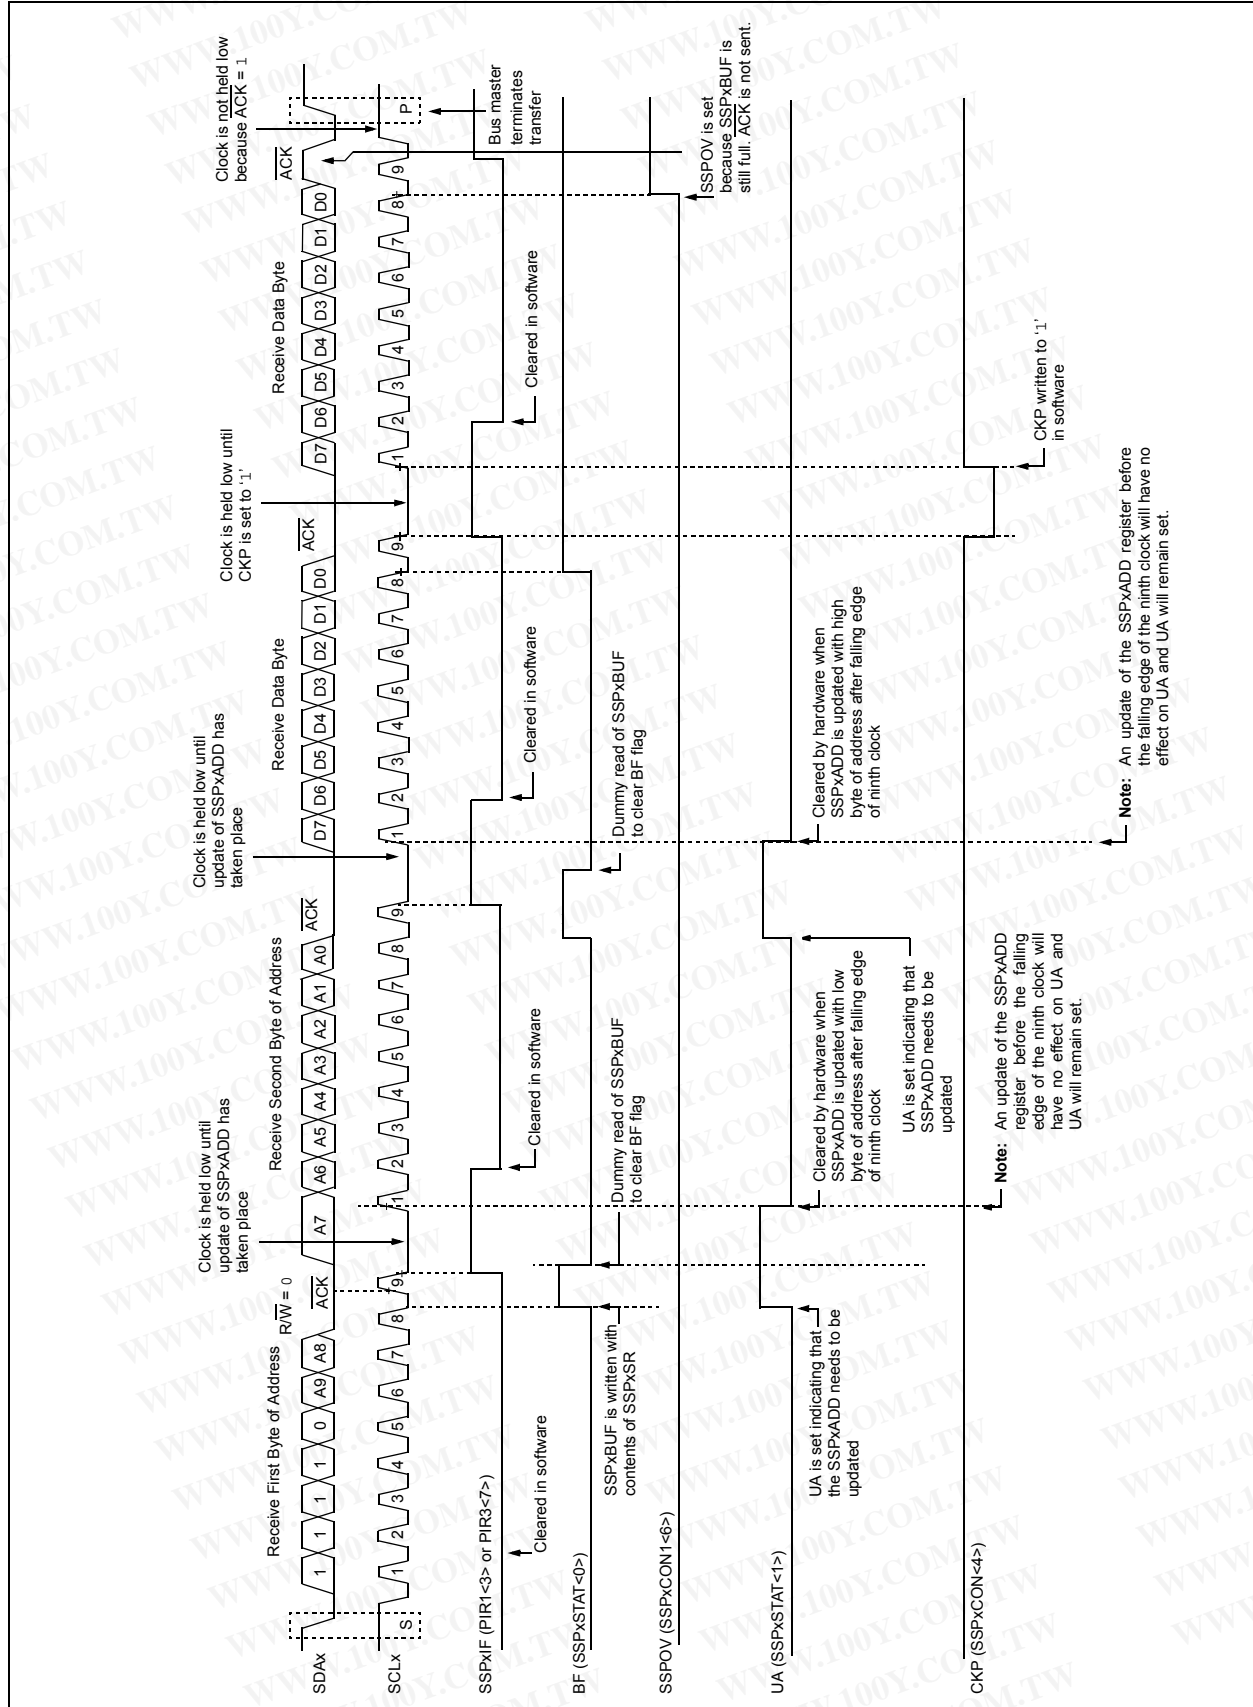 Receive First Byte of Address
R/W = 0
ACK
Clock is held low until
update of SSPxADD has
taken place
Receive Second Byte of Address
ACK
Clock is held low until
update of SSPxADD has
taken place
Receive Data Byte
ACK
Clock is held low until
CKP is set to ‘1’
Receive Data Byte
ACK
Clock is not held low
because ACK = 1
SDAx
1 1 1 1 0 A9 A8
A7 A6 A5 A4 A3 A2 A1 A0
D7 D6 D5 D4 D3 D2 D1 D0
D7 D6 D5 D4 D3 D2 D1 D0
SCLx
S
1 2 3 4 5 6 7 8 9
1 2 3 4 5 6 7 8 9
1 2 3 4 5 6 7 8 9
1 2 3 4 5 6 7 8 9
P
Bus master
terminates
transfer
SSPxIF (PIR1<3> or PIR3<7>)
Cleared in software
Cleared in software
Cleared in software
Cleared in software
BF (SSPxSTAT<0>)
SSPxBUF is written with
contents of SSPxSR
Dummy read of SSPxBUF
to clear BF flag
Dummy read of SSPxBUF
to clear BF flag
SSPOV (SSPxCON1<6>)
SSPOV is set
because SSPxBUF is
still full. ACK is not sent.
UA (SSPxSTAT<1>)
UA is set indicating that
the SSPxADD needs to be
updated
Cleared by hardware when
SSPxADD is updated with low
byte of address after falling edge
of ninth clock
UA is set indicating that
SSPxADD needs to be
updated
Cleared by hardware when
SSPxADD is updated with high
byte of address after falling edge
of ninth clock
CKP (SSPxCON<4>)
CKP written to ‘1’
in software
Note: An update of the SSPxADD
register before the falling
edge of the ninth clock will
have no effect on UA and
UA will remain set.
Note: An update of the SSPxADD register before
the falling edge of the ninth clock will have no
effect on UA and UA will remain set.
WWW.100Y.COM.TW